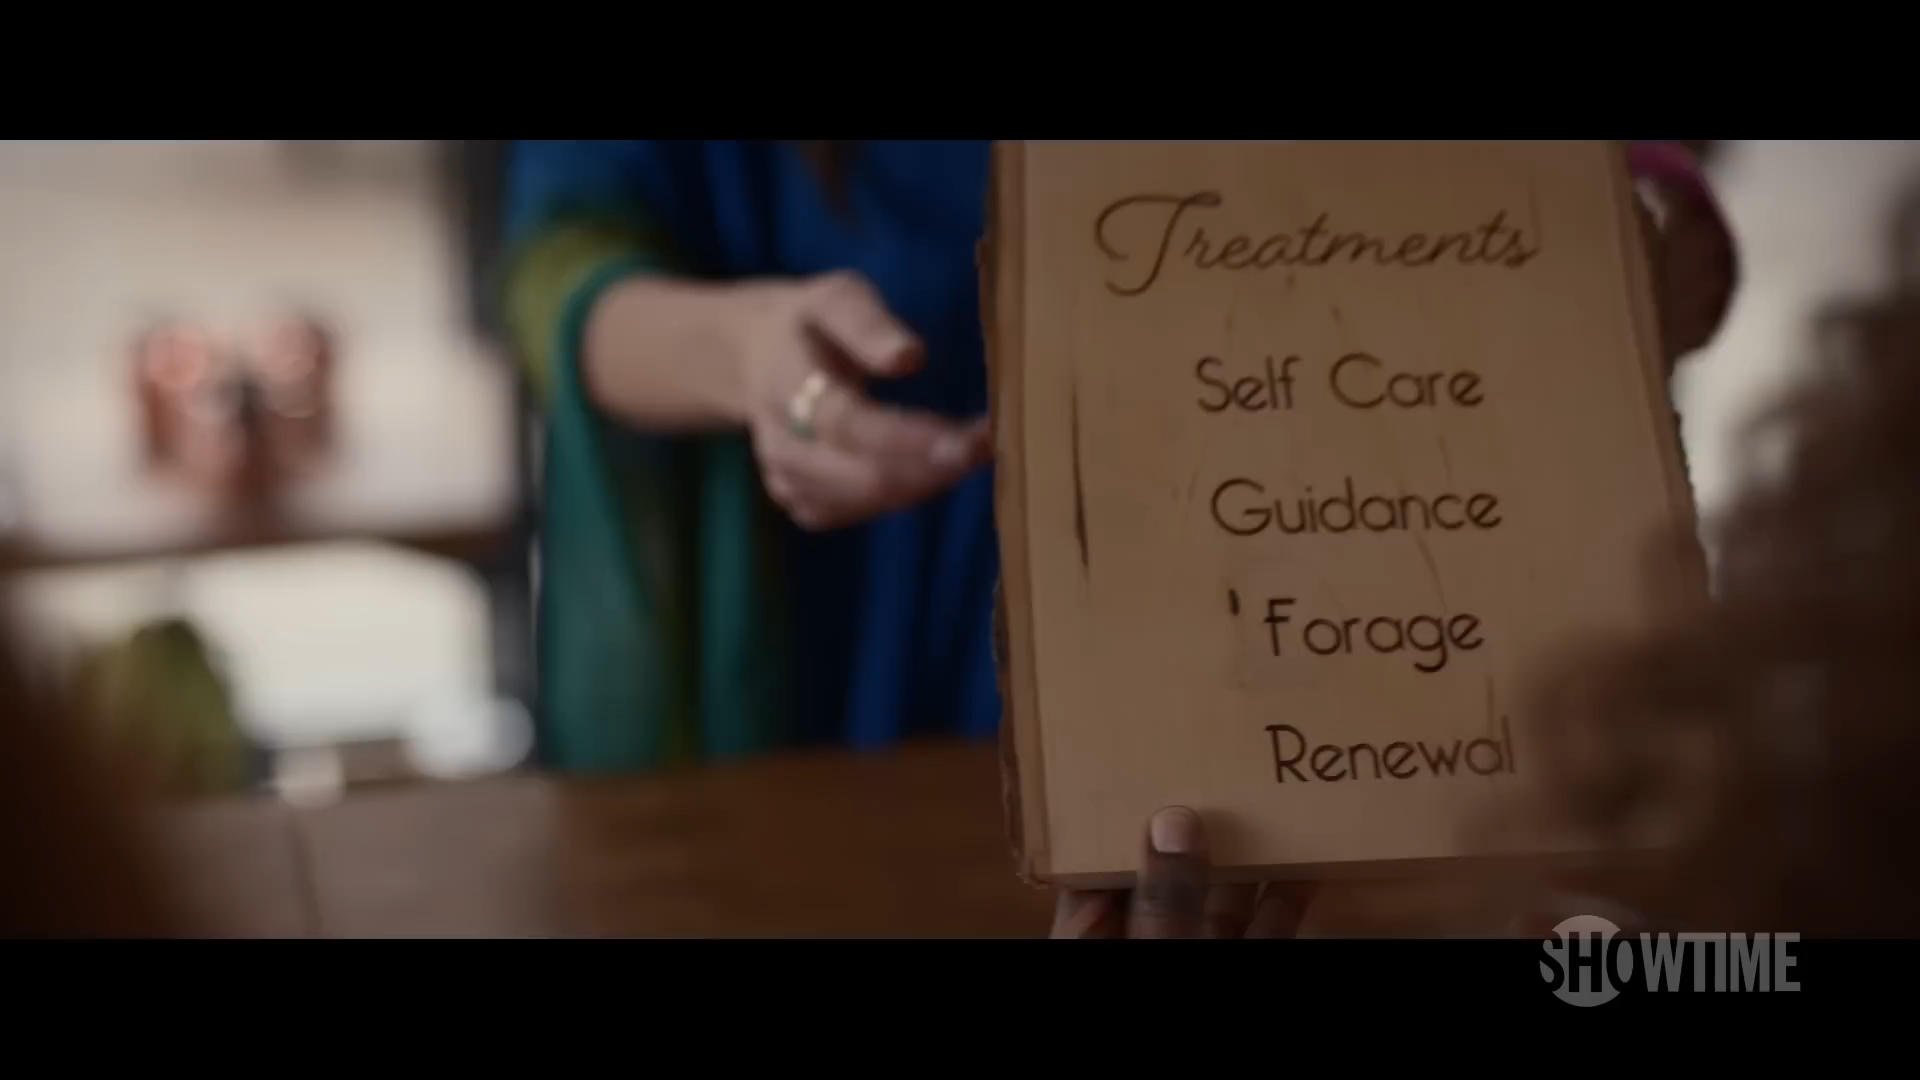 Treatments
Self Care
Guidance
'Forage
Renewal
SHOWTIME